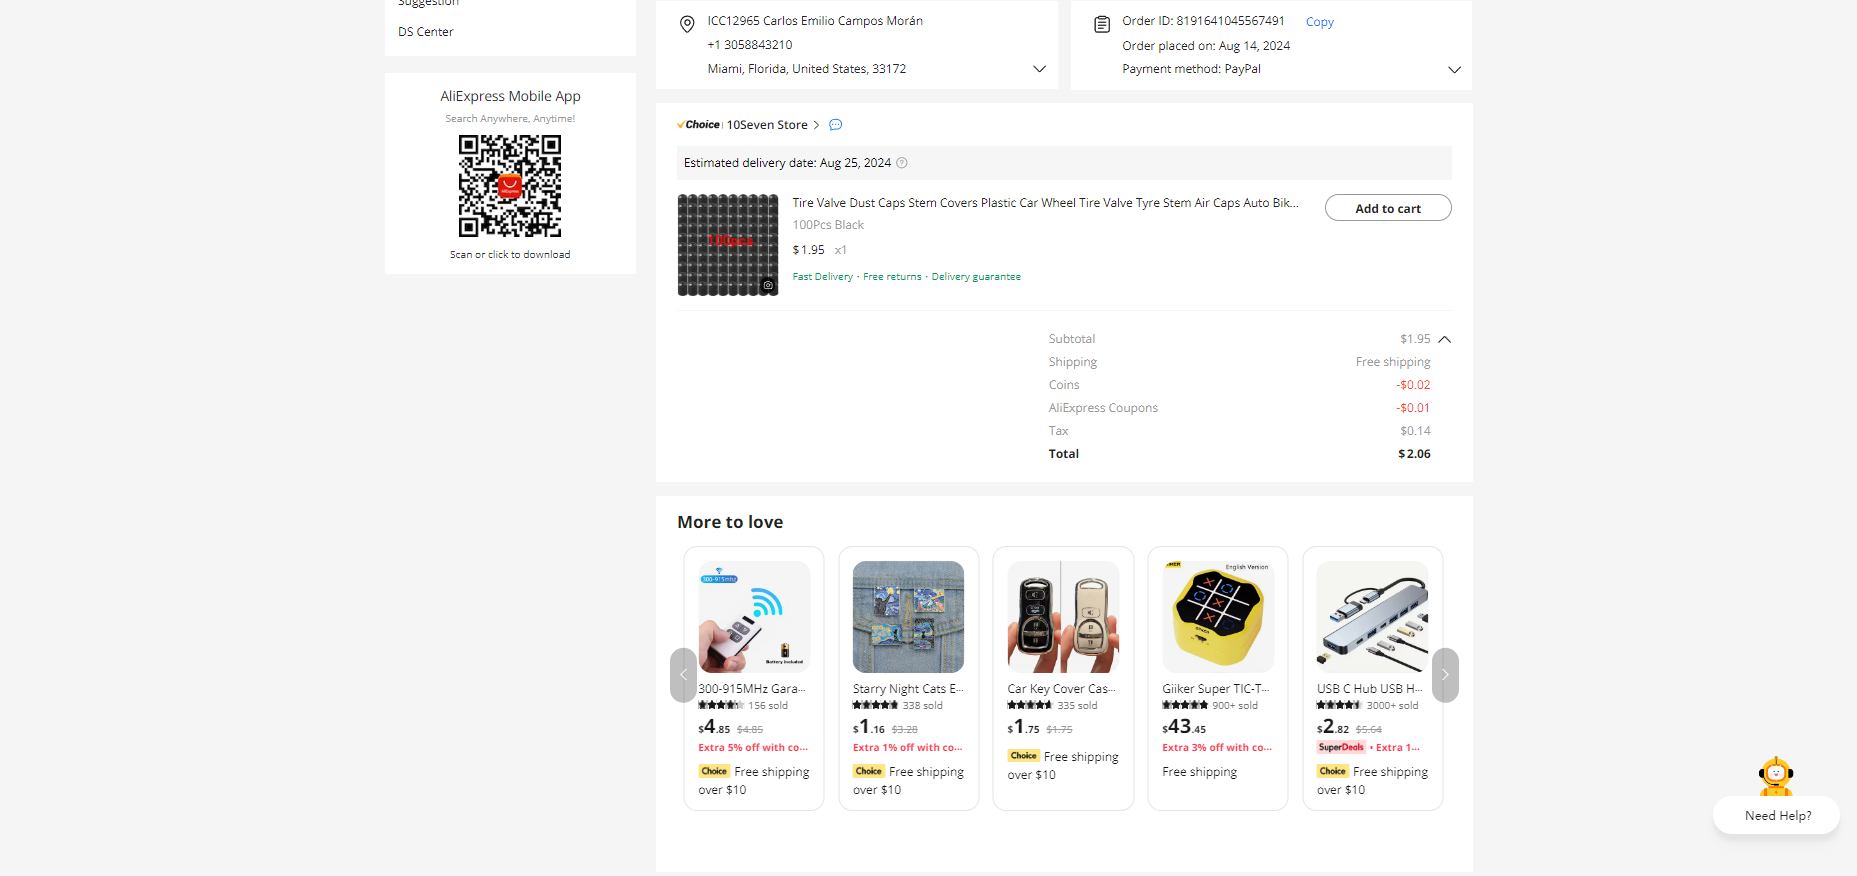 Suggestion
DS Center
AliExpress Mobile App
Search Anywhere, Anytime!
AliExpress
Scan or click to download
ICC12965 Carlos Emilio Campos Morán
+1 3058843210
Miami, Florida, United States, 33172
Order ID: 8191641045567491 Copy
Order placed on: Aug 14, 2024
Payment method: PayPal
Choice | 10Seven Store >
Estimated delivery date: Aug 25, 2024
100pcs
Tire Valve Dust Caps Stem Covers Plastic Car Wheel Tire Valve Tyre Stem Air Caps Auto Bik...
Add to cart
100Pcs Black
$1.95 x1
Fast Delivery · Free returns · Delivery guarantee
Subtotal $1.95
Shipping Free shipping
Coins -$0.02
AliExpress Coupons -$0.01
Tax $0.14
Total $2.06
More to love
300-915mhz
Battery included
300-915MHz Gara...
156 sold
$4.85 $4.85
Extra 5% off with co...
Choice Free shipping
over $10
Starry Night Cats E...
338 sold
$1.16 $3.28
Extra 1% off with co...
Choice Free shipping
over $10
Car Key Cover Cas...
335 sold
$1.75 $1.75
Choice Free shipping
over $10
English Version
Giiker Super TIC-T...
900+ sold
$43.45
Extra 3% off with co...
Free shipping
USB C Hub USB H...
3000+ sold
$2.82 $5.64
SuperDeals • Extra 1...
Choice Free shipping
over $10
Need Help?